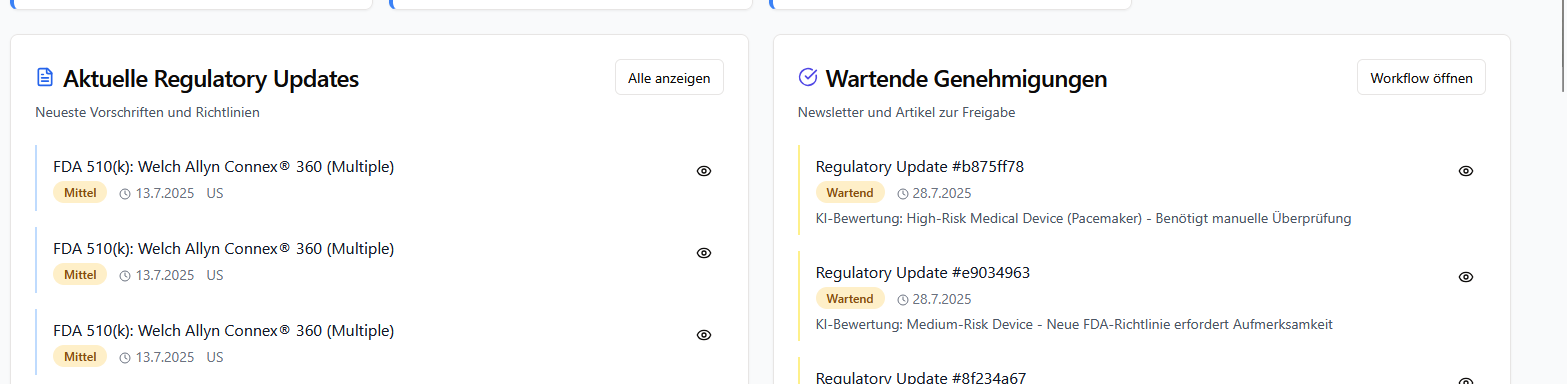 Aktuelle Regulatory Updates
Alle anzeigen
Neueste Vorschriften und Richtlinien
FDA 510(k): Welch Allyn Connex® 360 (Multiple)
Mittel 13.7.2025 US
FDA 510(k): Welch Allyn Connex® 360 (Multiple)
Mittel 13.7.2025 US
FDA 510(k): Welch Allyn Connex® 360 (Multiple)
Mittel 13.7.2025 US
Wartende Genehmigungen
Workflow öffnen
Newsletter und Artikel zur Freigabe
Regulatory Update #b875ff78
Wartend 28.7.2025
KI-Bewertung: High-Risk Medical Device (Pacemaker) - Benötigt manuelle Überprüfung
Regulatory Update #e9034963
Wartend 28.7.2025
KI-Bewertung: Medium-Risk Device - Neue FDA-Richtlinie erfordert Aufmerksamkeit
Regulatory Update #8f234a67